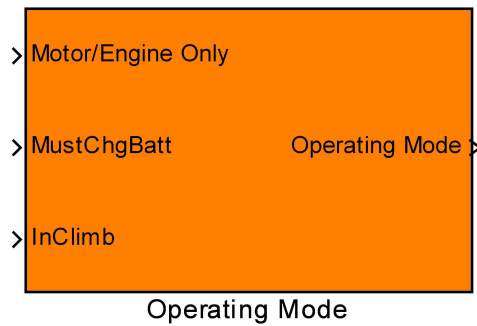 Motor/Engine Only
MustChgBatt
Operating Mode
InClimb
Operating Mode